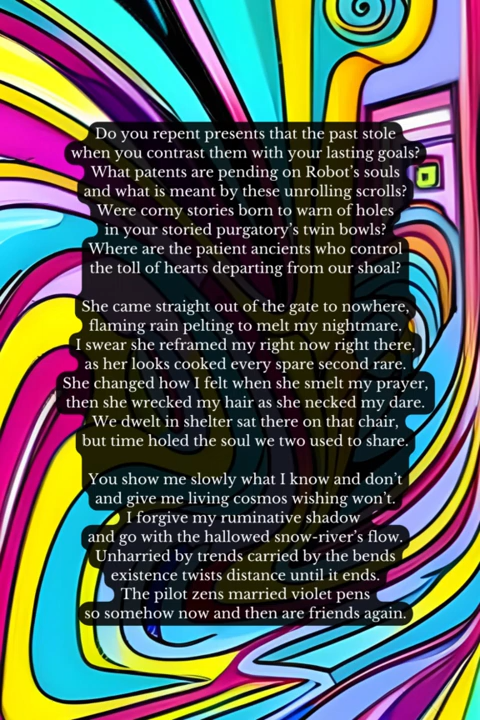 Do you repent presents that the past stole
when you contrast them with your lasting goals?
What patents are pending on Robot’s souls
and what is meant by these unrolling scrolls?
Were corny stories born to warn of holes
in your storied purgatory’s twin bowls?
Where are the patient ancients who control
the toll of hearts departing from our shoal?
She came straight out of the gate to nowhere,
flaming rain pelting to melt my nightmare.
I swear she reframed my right now right there,
as her looks cooked every spare second rare.
She changed how I felt when she smelt my prayer,
then she wrecked my hair as she necked my dare.
We dwelt in shelter sat there on that chair,
but time holed the soul we two used to share.
You show me slowly what I know and don’t
and give me living cosmos wishing won’t.
I forgive my ruminative shadow
and go with the hallowed snow-river’s flow.
Unharried by trends carried by the bends
existence twists distance until it ends.
The pilot zens married violet pens
so somehow now and then are friends again.